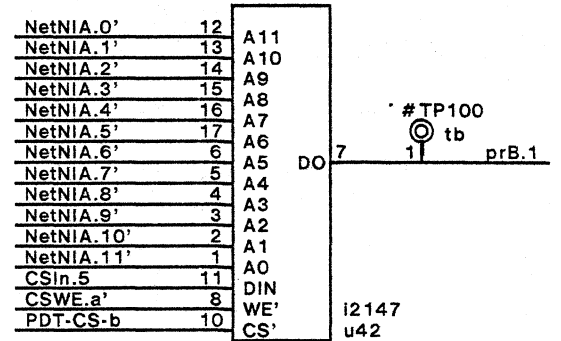 NetNIA.0' 12 A11
NetNIA.1' 13 A10
NetNIA.2' 14 A9
NetNIA.3' 15 A8
NetNIA.4' 16 A7 #TP100
NetNIA.5' 17 A6 tb
NetNIA.6' 6 A5 DO 7 1 prB.1
NetNIA.7' 5 A4
NetNIA.8' 4 A3
NetNIA.9' 3 A2
NetNIA.10' 2 A1
NetNIA.11' 1 A0
CSIn.5 11 DIN
CSWE.a' 8 WE' i2147
PDT-CS-b 10 CS' u42